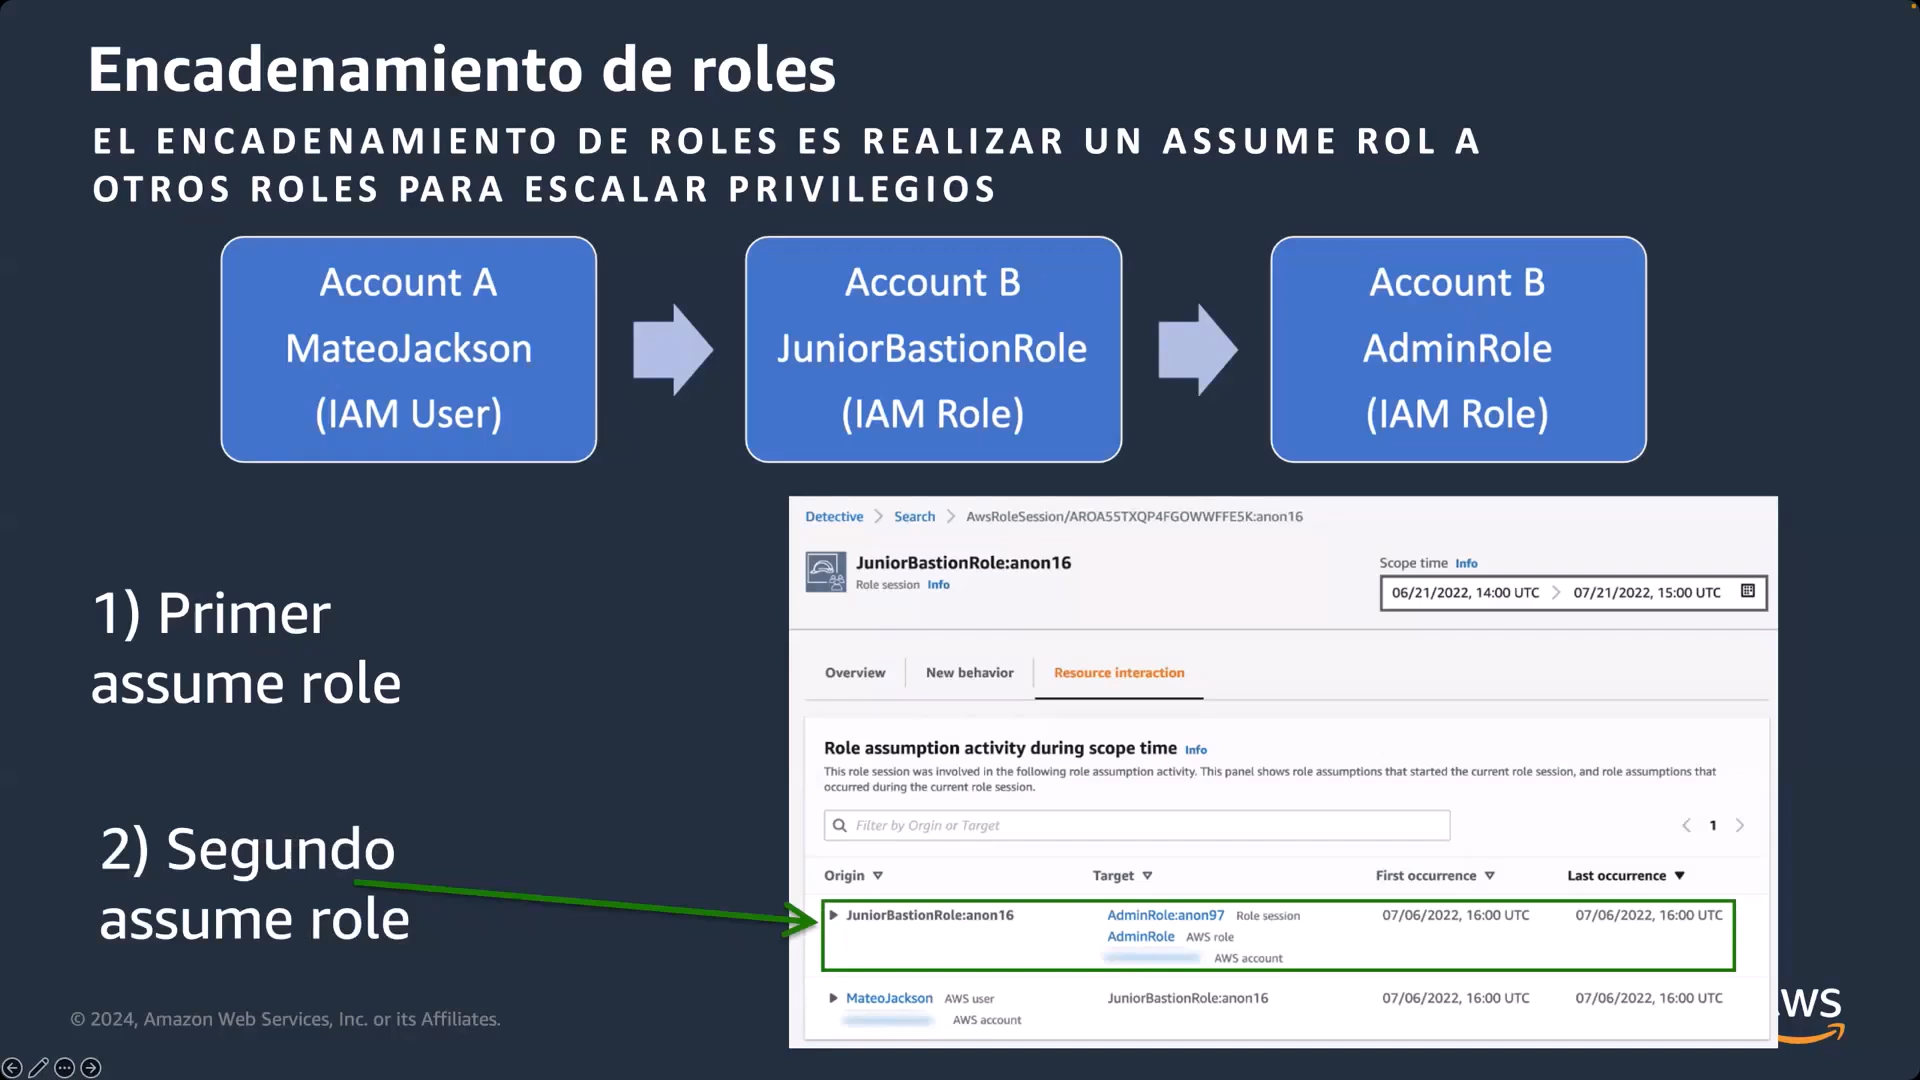 Encadenamiento de roles
EL ENCADENAMIENTO DE ROLES ES REALIZAR UN ASSUME ROL A
OTROS ROLES PARA ESCALAR PRIVILEGIOS
Account A
MateoJackson
(IAM User)
Account B
JuniorBastionRole
(IAM Role)
Account B
AdminRole
(IAM Role)
1) Primer
assume role
2) Segundo
assume role
Detective > Search > AwsRoleSession/AROA55TXQP4FGOWWFFE5K:anon16
JuniorBastionRole:anon16
Role session Info
Scope time Info
06/21/2022, 14:00 UTC > 07/21/2022, 15:00 UTC
Overview New behavior Resource interaction
Role assumption activity during scope time Info
This role session was involved in the following role assumption activity. This panel shows role assumptions that started the current role session, and role assumptions that
occurred during the current role session.
Filter by Orgin or Target
< 1 >
Origin Target First occurrence Last occurrence
JuniorBastionRole:anon16 AdminRole:anon97 Role session 07/06/2022, 16:00 UTC 07/06/2022, 16:00 UTC
AdminRole AWS role
AWS account
MateoJackson AWS user JuniorBastionRole:anon16 07/06/2022, 16:00 UTC 07/06/2022, 16:00 UTC
AWS account
© 2024, Amazon Web Services, Inc. or its Affiliates.
WS